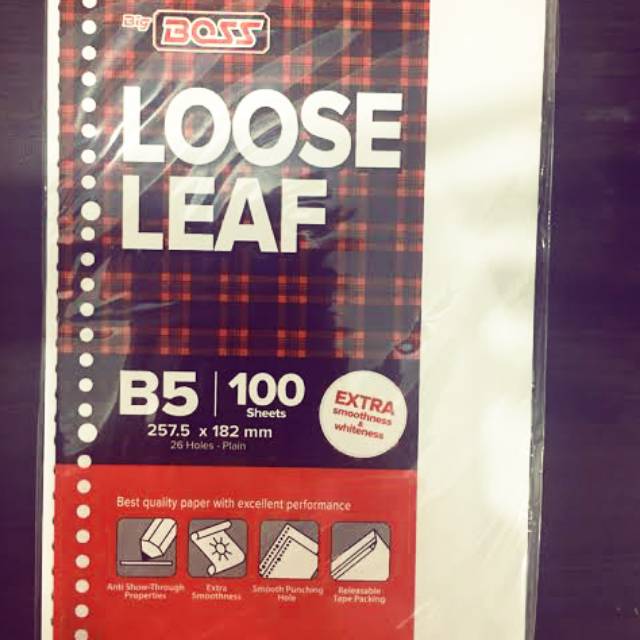 Big BOSS
LOOSE
LEAF
B5 | 100
Sheets
257.5 x 182 mm
26 Holes - Plain
EXTRA
smoothness
&
whiteness
Best quality paper with excellent performance
Anti Show-Through
Properties
Extra
Smoothness
Smooth Punching
Hole
Releasable
Tape Packing